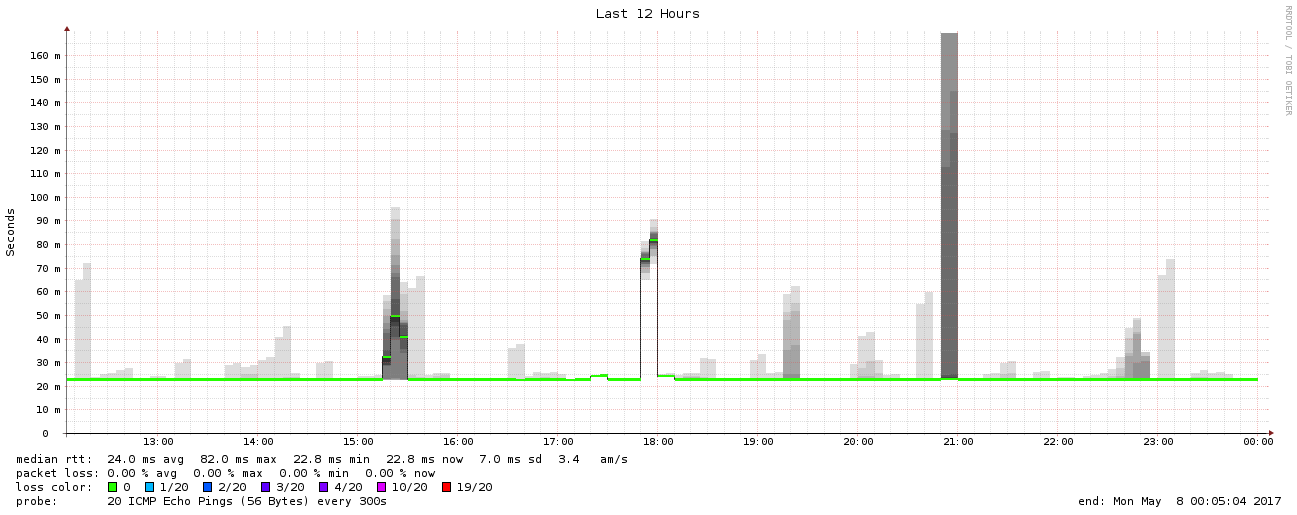 Last 12 Hours
RRDTOOL / TOBI OETIKER
Seconds
160 m
150 m
140 m
130 m
120 m
110 m
100 m
90 m
80 m
70 m
60 m
50 m
40 m
30 m
20 m
10 m
0
13:00 14:00 15:00 16:00 17:00 18:00 19:00 20:00 21:00 22:00 23:00 00:00
median rtt: 24.0 ms avg 82.0 ms max 22.8 ms min 22.8 ms now 7.0 ms sd 3.4 am/s
packet loss: 0.00 % avg 0.00 % max 0.00 % min 0.00 % now
loss color: 0 1/20 2/20 3/20 4/20 10/20 19/20
probe: 20 ICMP Echo Pings (56 Bytes) every 300s end: Mon May 8 00:05:04 2017